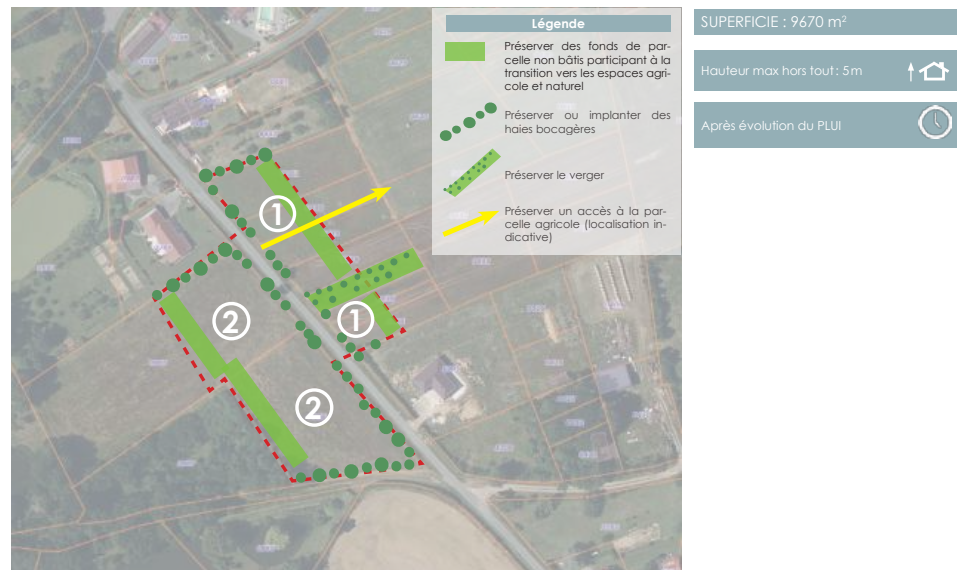 Légende
Préserver des fonds de par-
celle non bâtis participant à la
transition vers les espaces agri-
cole et naturel
Préserver ou implanter des
haies bocagères
Préserver le verger
Préserver un accès à la par-
celle agricole (localisation in-
dicative)
SUPERFICIE : 9670 m²
Hauteur max hors tout : 5m
Après évolution du PLUI
1
1
2
2